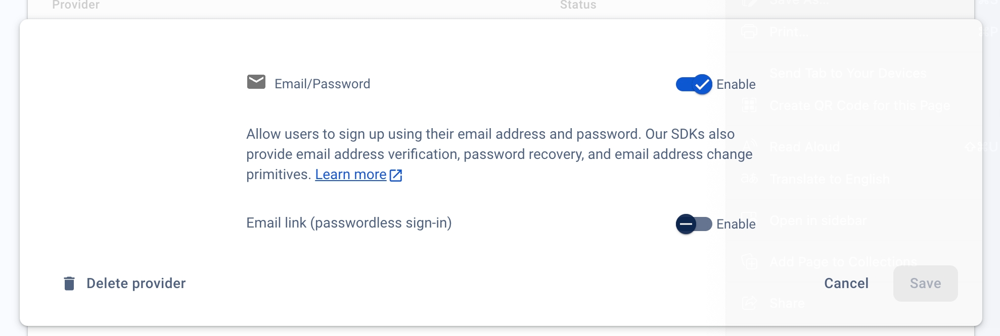 Provider
Status
Save As...
Print...
⌘P
Email/Password
Enable
Send Tab to Your Devices
Create QR Code for this Page
Allow users to sign up using their email address and password. Our SDKs also
provide email address verification, password recovery, and email address change
primitives. Learn more
Read Aloud
⇧⌘U
Translate to English
Email link (passwordless sign-in)
Enable
Open in sidebar
Add Page to Collections
Delete provider
Cancel
Save
Share